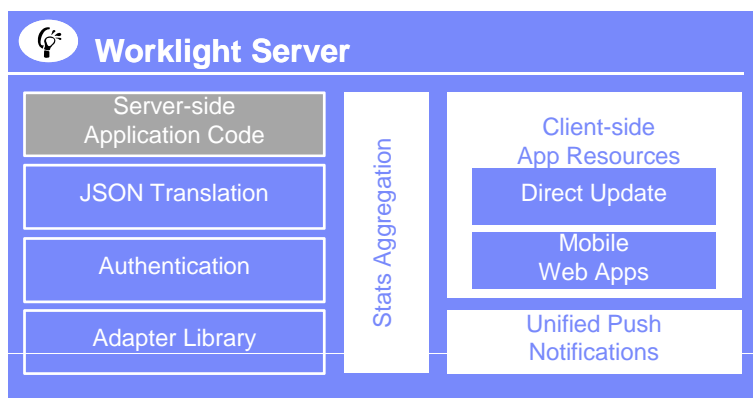 Worklight Server
Server-side
Application Code
JSON Translation
Authentication
Adapter Library
Stats Aggregation
Client-side
App Resources
Direct Update
Mobile
Web Apps
Unified Push
Notifications